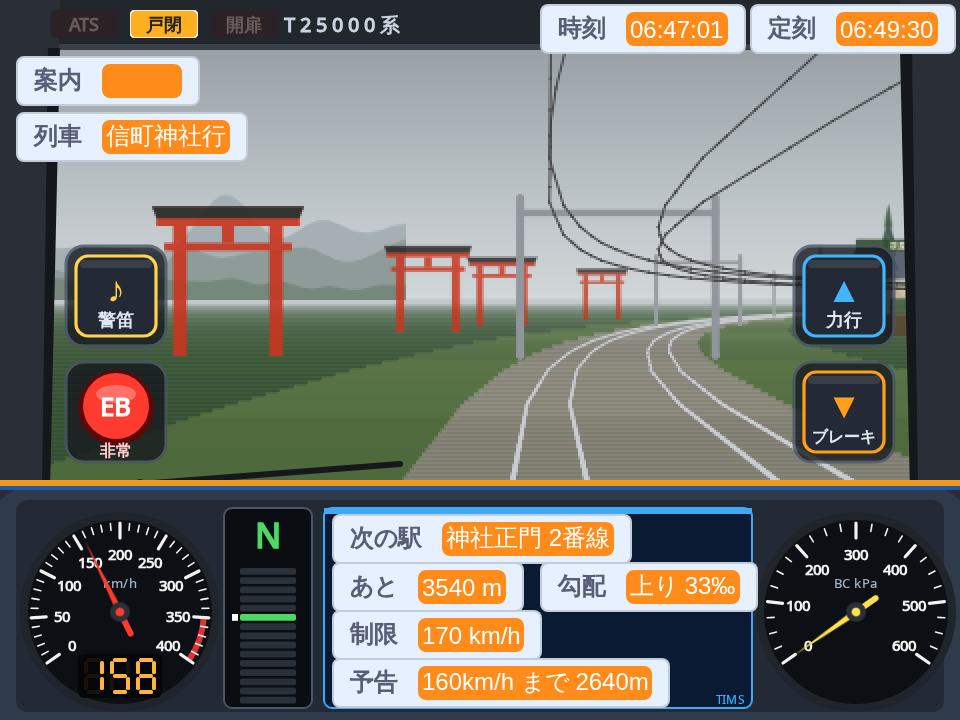 ATS 戸閉 開扉 T25000系
時刻 06:47:01 定刻 06:49:30
案内
列車 信町神社行
♪
警笛
EB
非常
▲
力行
▼
ブレーキ
0 50 100 150 200 250 300 350 400
km/h
158
N
次の駅 神社正門 2番線
あと 3540 m 勾配 上り 33‰
制限 170 km/h
予告 160km/h まで 2640m
TIMS
0 100 200 300 400 500 600
BC kPa